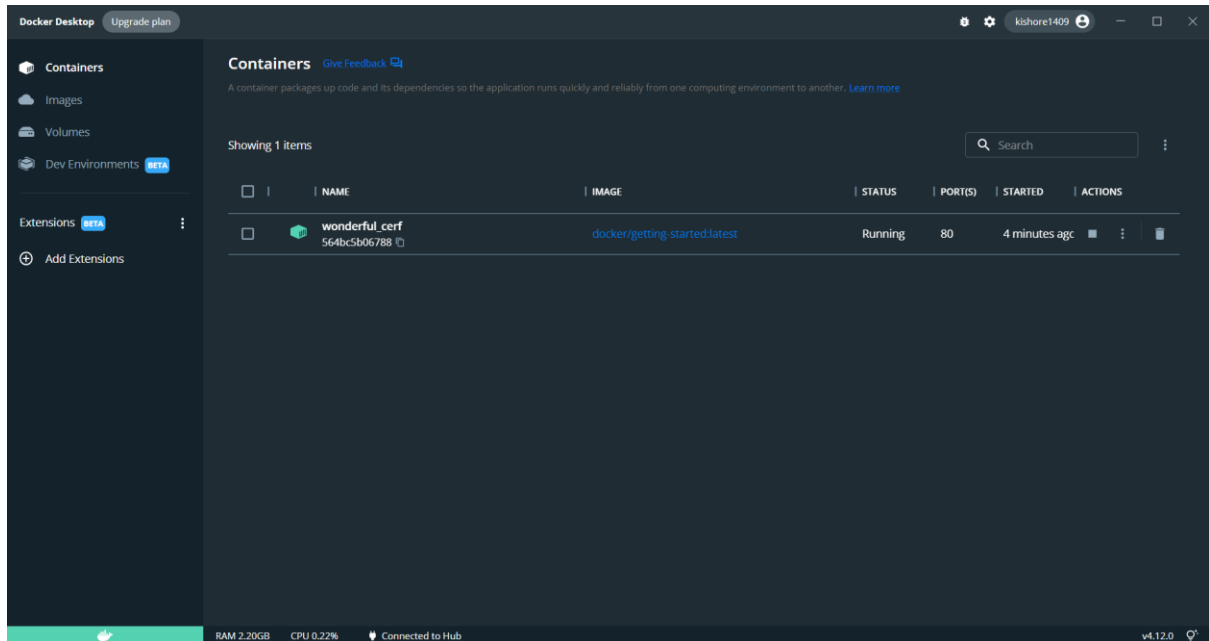 Docker Desktop Upgrade plan kishore1409
Containers
Images
Volumes
Dev Environments BETA
Extensions BETA
Add Extensions
Containers Give Feedback
A container packages up code and its dependencies so the application runs quickly and reliably from one computing environment to another. Learn more
Showing 1 items
Search
NAME IMAGE STATUS PORT(S) STARTED ACTIONS
wonderful_cerf docker/getting-started:latest Running 80 4 minutes agc
564bc5b06788
RAM 2.20GB CPU 0.22% Connected to Hub v4.12.0